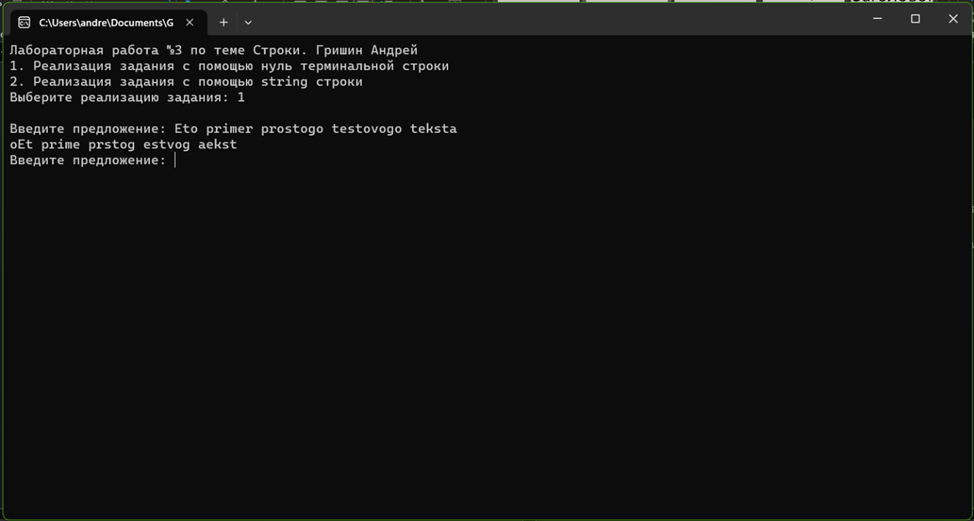 C:\Users\andre\Documents\G
Лабораторная работа №3 по теме Строки. Гришин Андрей
1. Реализация задания с помощью нуль терминальной строки
2. Реализация задания с помощью string строки
Выберите реализацию задания: 1
Введите предложение: Eto primer prostogo testovogo teksta
oEt prime prstog estvog aekst
Введите предложение: